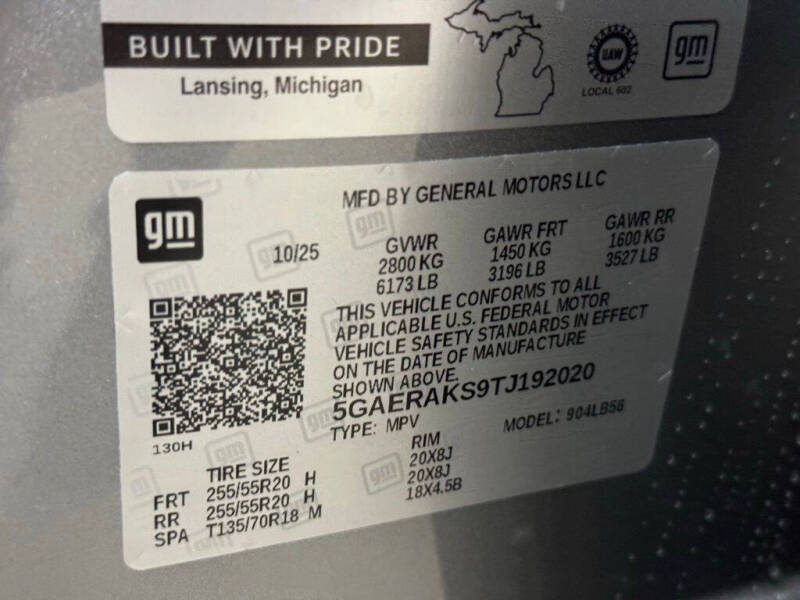 BUILT WITH PRIDE
Lansing, Michigan
UAW
LOCAL 602
gm
gm
MFD BY GENERAL MOTORS LLC
10/25
GVWR GAWR FRT GAWR RR
2800 KG 1450 KG 1600 KG
6173 LB 3196 LB 3527 LB
THIS VEHICLE CONFORMS TO ALL
APPLICABLE U.S. FEDERAL MOTOR
VEHICLE SAFETY STANDARDS IN EFFECT
ON THE DATE OF MANUFACTURE
SHOWN ABOVE.
5GAERAKS9TJ192020
TYPE: MPV MODEL: 904LB56
130H
TIRE SIZE RIM
FRT 255/55R20 H 20X8J
RR 255/55R20 H 20X8J
SPA T135/70R18 M 18X4.5B